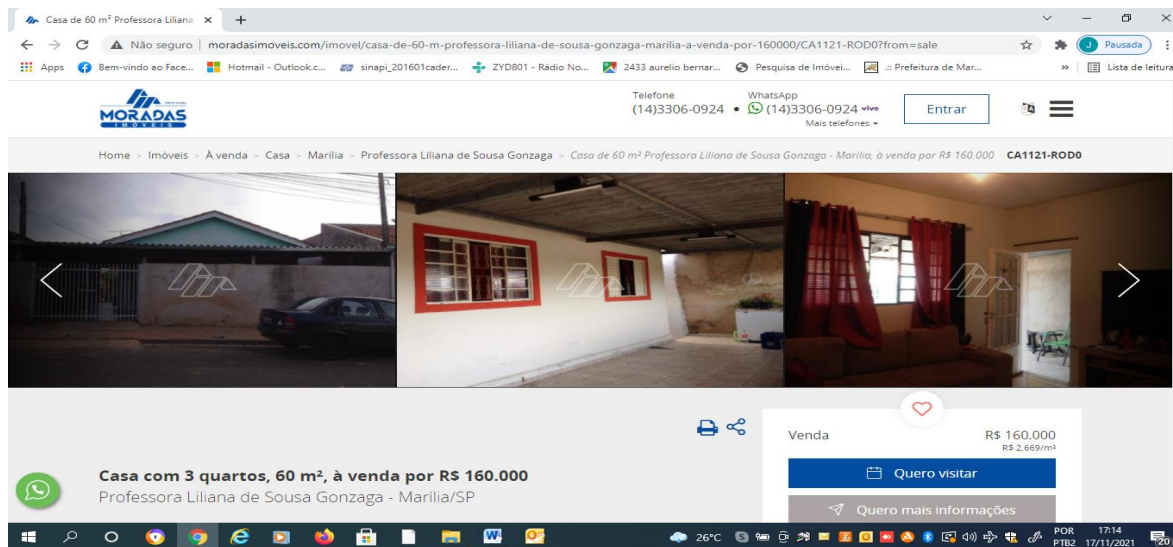 Casa de 60 m² Professora Liliana
Não seguro | moradasimoveis.com/imovel/casa-de-60-m-professora-liliana-de-sousa-gonzaga-marilia-a-venda-por-160000/CA1121-ROD0?from=sale
J Pausada
Apps Bem-vindo ao Face... Hotmail - Outlook.c... sinapi_201601cader... ZYD801 - Rádio No... 2433 aurelio bernar... Pesquisa de Imóvei... .:: Prefeitura de Mar... » Lista de leitura
MORADAS
IMOVEIS
Telefone WhatsApp
(14)3306-0924 • (14)3306-0924 vivo
Mais telefones
Entrar
Home > Imóveis > À venda > Casa > Marília > Professora Liliana de Sousa Gonzaga > Casa de 60 m² Professora Liliana de Sousa Gonzaga - Marília, à venda por R$ 160.000 CA1121-ROD0
Venda R$ 160.000
R$ 2.669/m²
Quero visitar
Casa com 3 quartos, 60 m², à venda por R$ 160.000
Professora Liliana de Sousa Gonzaga - Marília/SP
Quero mais informações
26°C POR 17:14
PTB2 17/11/2021